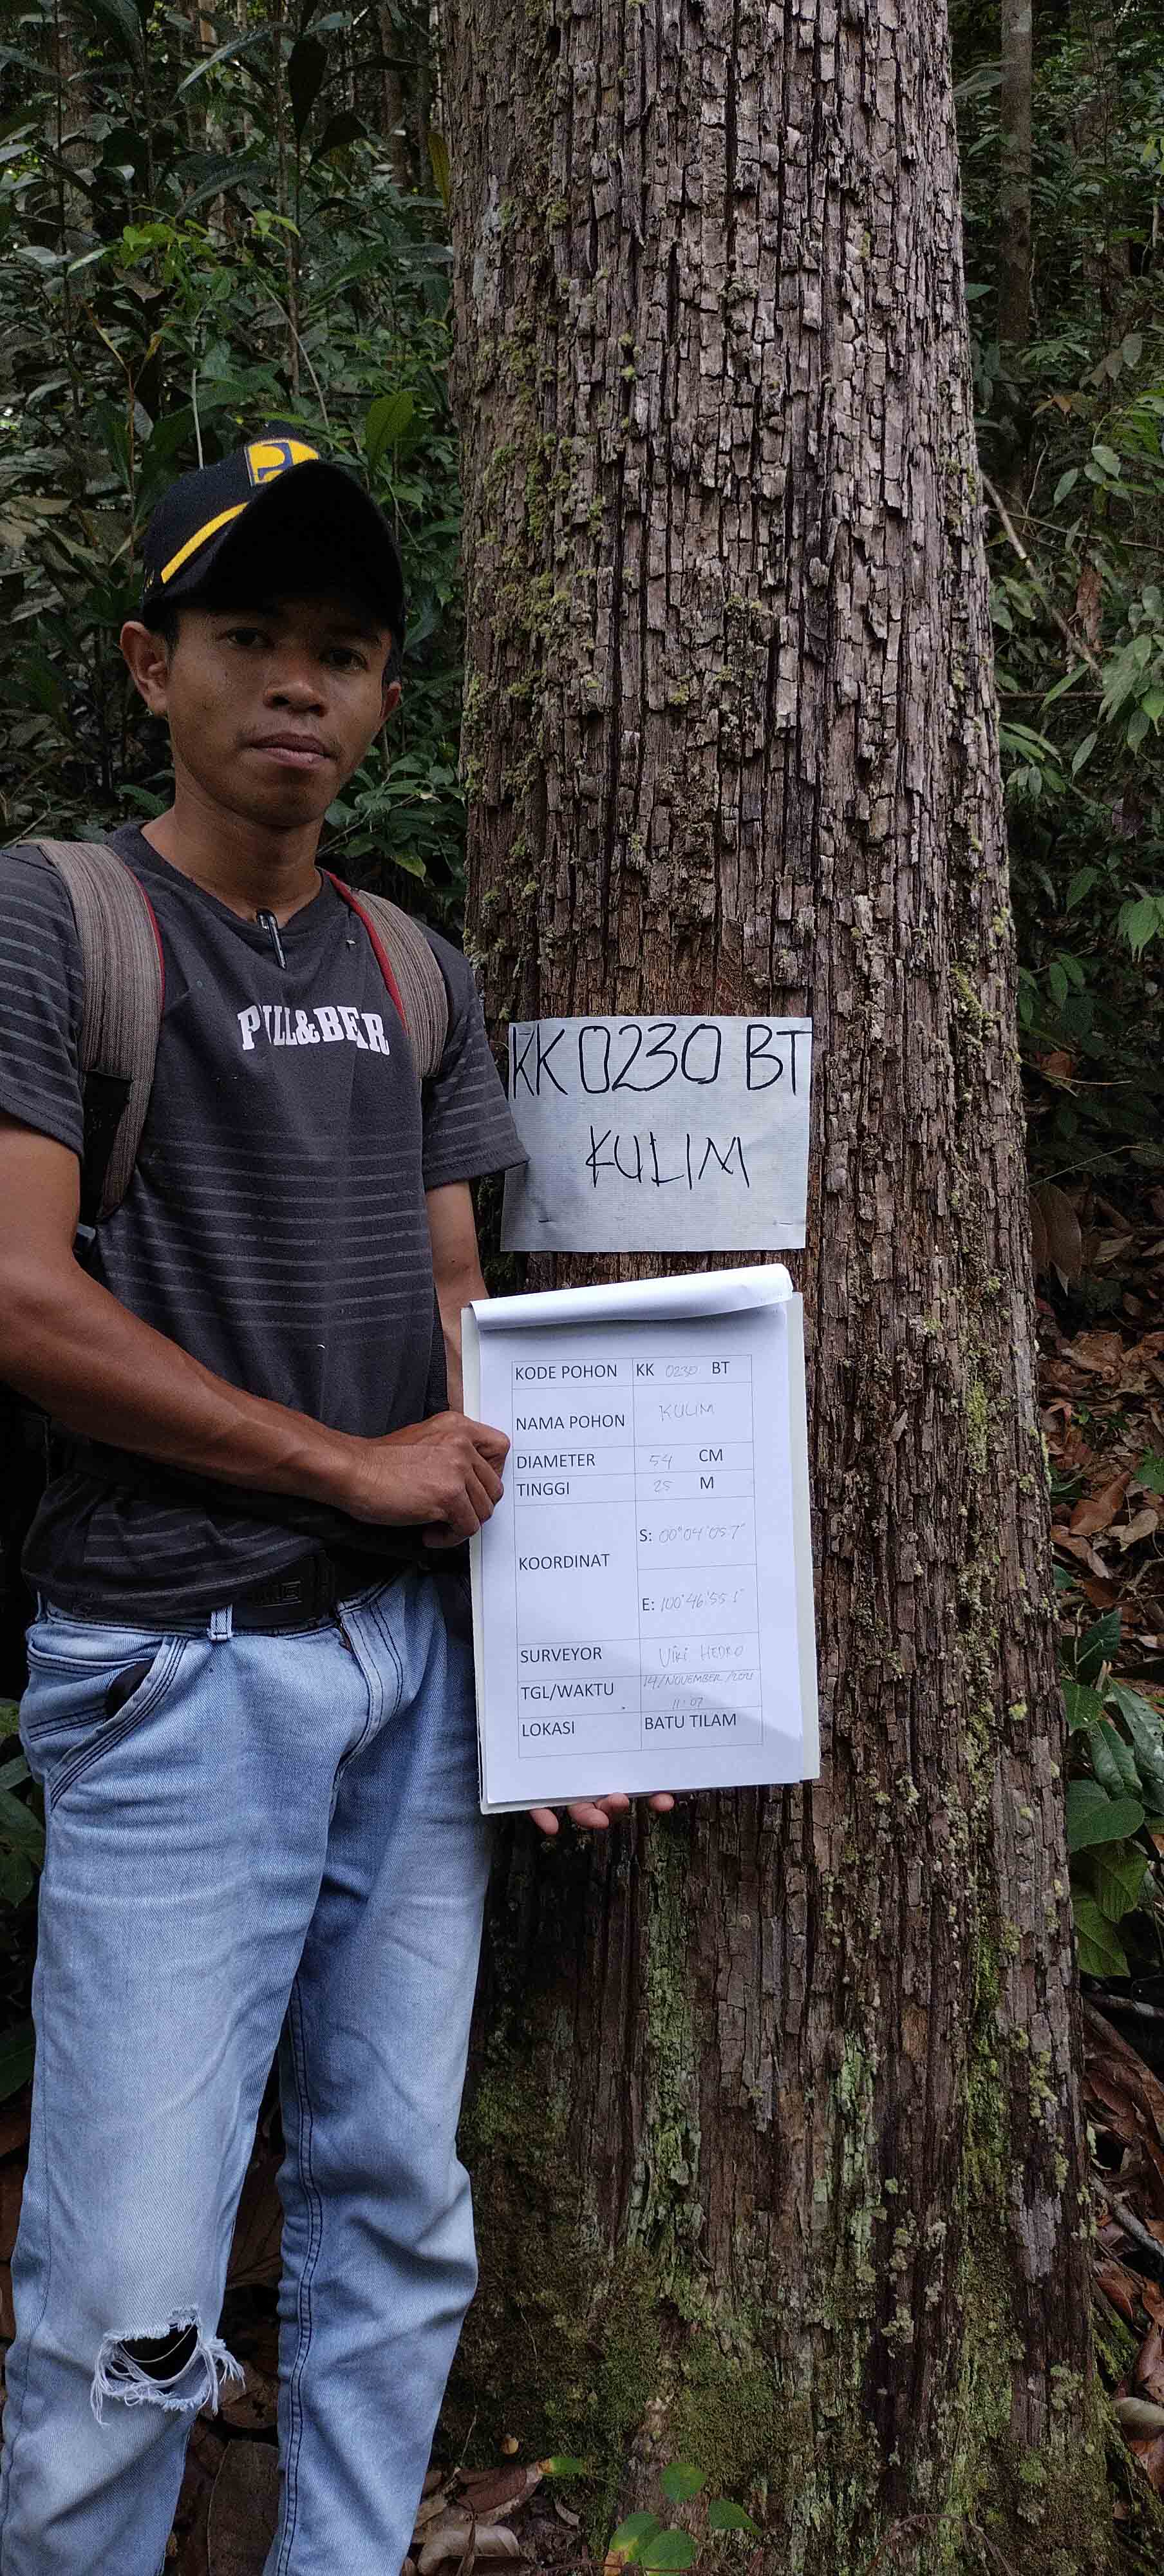 PULL&BER
KK 0230 BT
KULIM
KODE POHON KK 0230 BT
NAMA POHON KULIM
DIAMETER 54 CM
TINGGI 25 M
KOORDINAT
S: 00°04'05.7"
E: 100°46'55.1"
SURVEYOR VIKI HEDRO
TGL/WAKTU 14/NOVEMBER/2021
11:07
LOKASI BATU TILAM